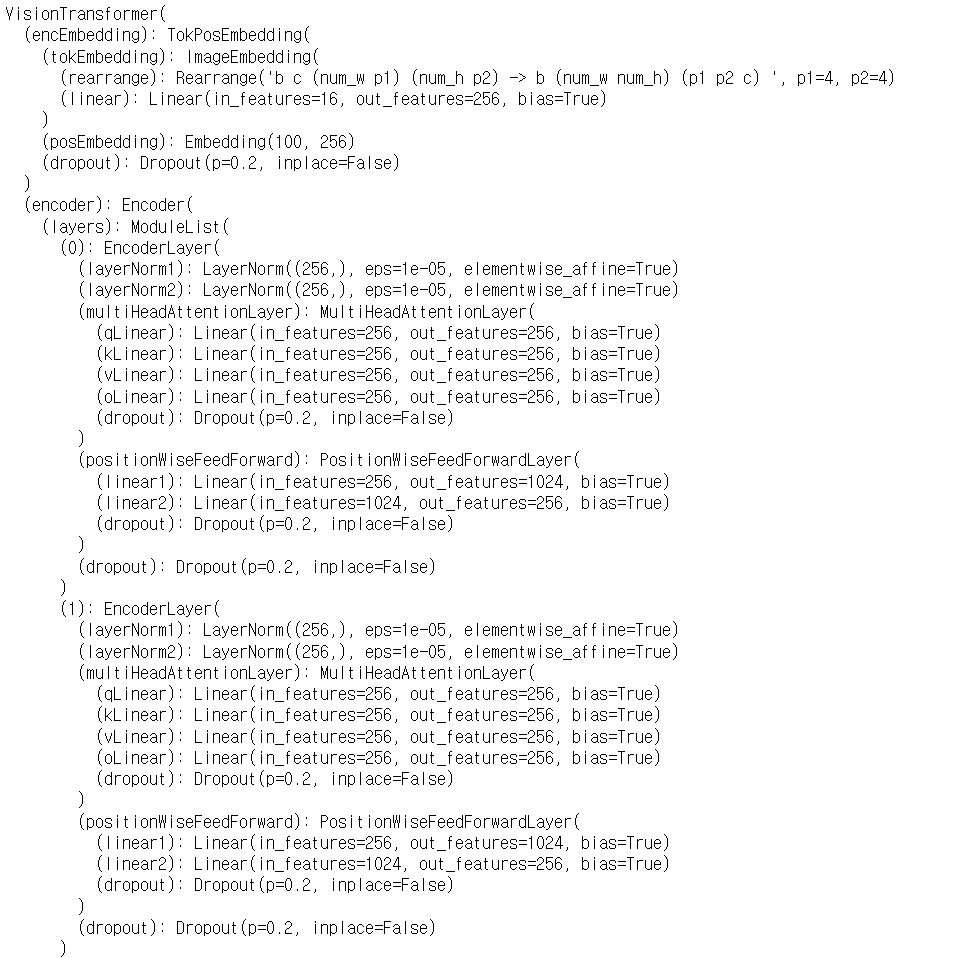 VisionTransformer(
  (encEmbedding): TokPosEmbedding(
    (tokEmbedding): ImageEmbedding(
      (rearrange): Rearrange('b c (num_w p1) (num_h p2) -> b (num_w num_h) (p1 p2 c) ', p1=4, p2=4)
      (linear): Linear(in_features=16, out_features=256, bias=True)
    )
    (posEmbedding): Embedding(100, 256)
    (dropout): Dropout(p=0.2, inplace=False)
  )
  (encoder): Encoder(
    (layers): ModuleList(
      (0): EncoderLayer(
        (layerNorm1): LayerNorm((256,), eps=1e-05, elementwise_affine=True)
        (layerNorm2): LayerNorm((256,), eps=1e-05, elementwise_affine=True)
        (multiHeadAttentionLayer): MultiHeadAttentionLayer(
          (qLinear): Linear(in_features=256, out_features=256, bias=True)
          (kLinear): Linear(in_features=256, out_features=256, bias=True)
          (vLinear): Linear(in_features=256, out_features=256, bias=True)
          (oLinear): Linear(in_features=256, out_features=256, bias=True)
          (dropout): Dropout(p=0.2, inplace=False)
        )
        (positionWiseFeedForward): PositionWiseFeedForwardLayer(
          (linear1): Linear(in_features=256, out_features=1024, bias=True)
          (linear2): Linear(in_features=1024, out_features=256, bias=True)
          (dropout): Dropout(p=0.2, inplace=False)
        )
        (dropout): Dropout(p=0.2, inplace=False)
      )
      (1): EncoderLayer(
        (layerNorm1): LayerNorm((256,), eps=1e-05, elementwise_affine=True)
        (layerNorm2): LayerNorm((256,), eps=1e-05, elementwise_affine=True)
        (multiHeadAttentionLayer): MultiHeadAttentionLayer(
          (qLinear): Linear(in_features=256, out_features=256, bias=True)
          (kLinear): Linear(in_features=256, out_features=256, bias=True)
          (vLinear): Linear(in_features=256, out_features=256, bias=True)
          (oLinear): Linear(in_features=256, out_features=256, bias=True)
          (dropout): Dropout(p=0.2, inplace=False)
        )
        (positionWiseFeedForward): PositionWiseFeedForwardLayer(
          (linear1): Linear(in_features=256, out_features=1024, bias=True)
          (linear2): Linear(in_features=1024, out_features=256, bias=True)
          (dropout): Dropout(p=0.2, inplace=False)
        )
        (dropout): Dropout(p=0.2, inplace=False)
      )